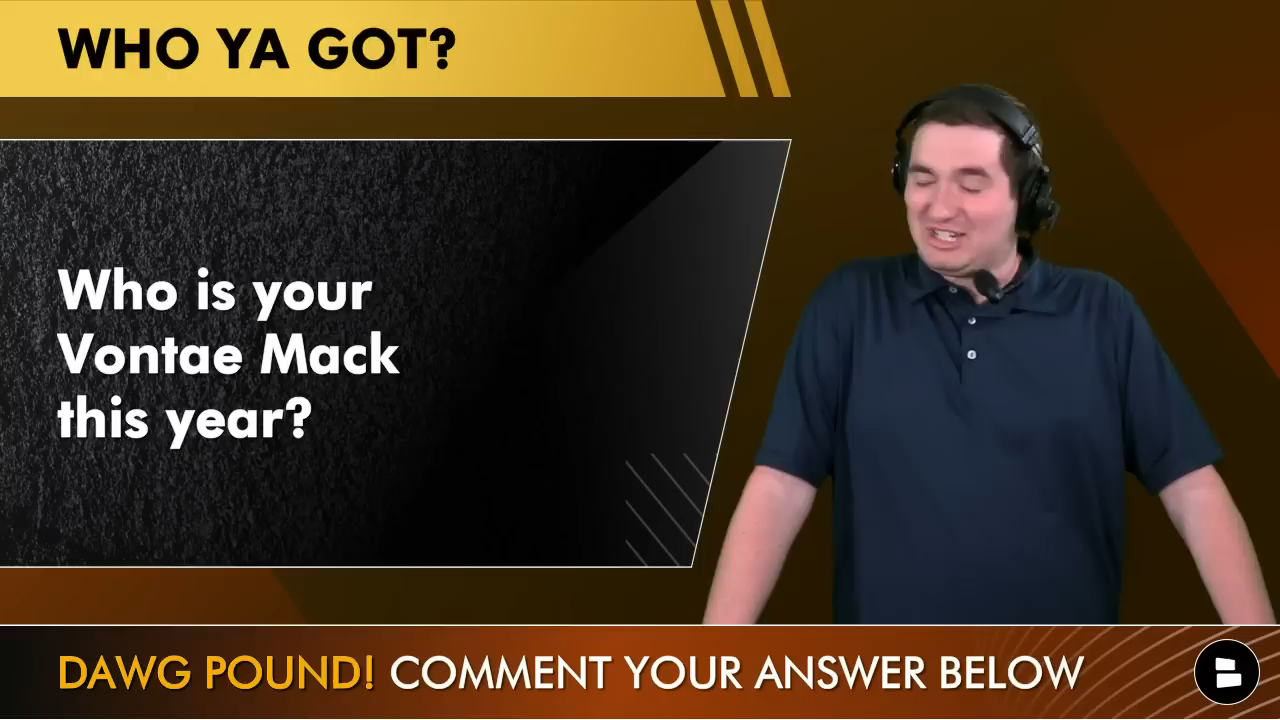 WHO YA GOT?
Who is your
Vontae Mack
this year?
DAWG POUND! COMMENT YOUR ANSWER BELOW